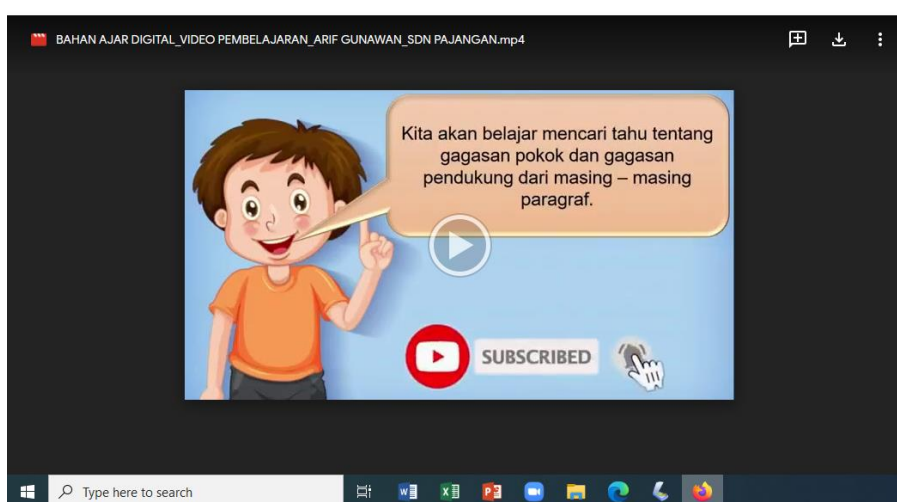 BAHAN AJAR DIGITAL_VIDEO PEMBELAJARAN_ARIF GUNAWAN_SDN PAJANGAN.mp4
Kita akan belajar mencari tahu tentang
gagasan pokok dan gagasan
pendukung dari masing – masing
paragraf.
SUBSCRIBED
Type here to search